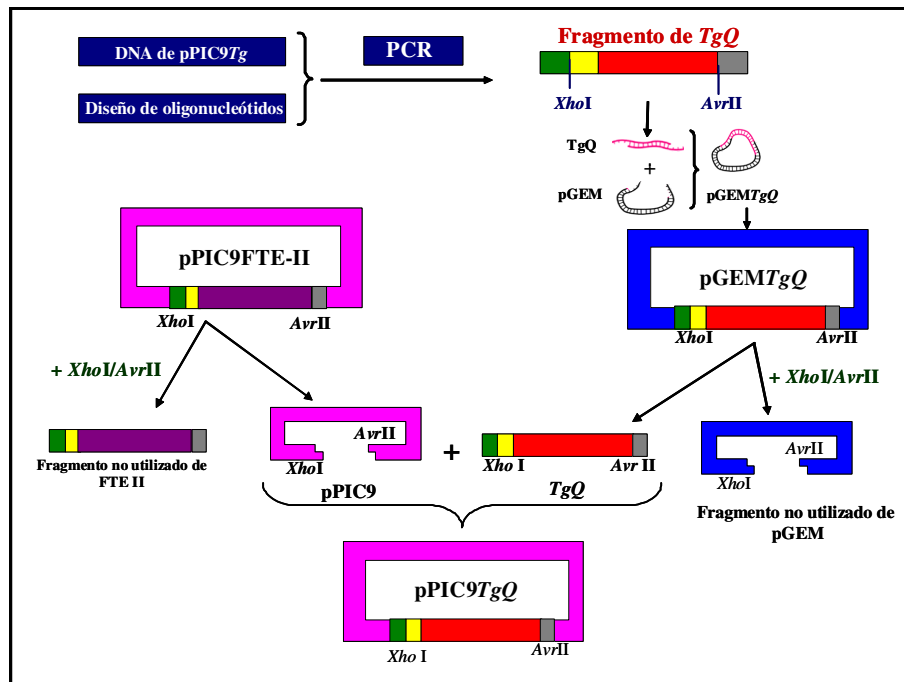 DNA de pPIC9Tg
Diseño de oligonucleótidos
PCR
Fragmento de TgQ
XhoI
AvrII
TgQ
+
pGEM
pGEMTgQ
pPIC9FTE-II
XhoI
AvrII
pGEMTgQ
XhoI
AvrII
+ XhoI/AvrII
+ XhoI/AvrII
Fragmento no utilizado de
FTE II
AvrII
XhoI
pPIC9
+
Xho I
Avr II
TgQ
AvrII
XhoI
Fragmento no utilizado de
pGEM
pPIC9TgQ
Xho I
AvrII